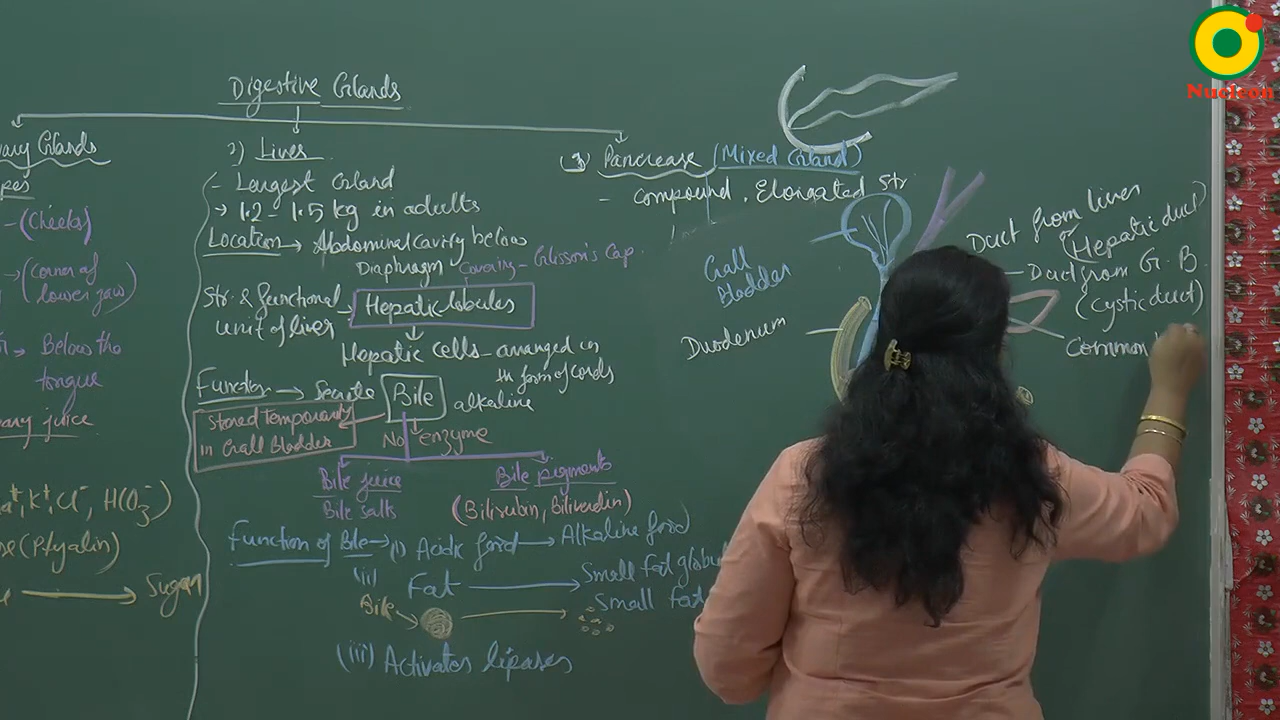 Nucleon
Digestive Glands
ary Glands
pes
- (Cheeks)
→ (Corner of
lower jaw)
→ Below the
tongue
ary juice
K⁺, Cl⁻, H(O₃⁻)
se (Ptyalin)
Sugar
2) Liver
- Largest Gland
→ 1.2 - 1.5 kg in adults
Location → Abdominal cavity below
Diaphragm - Covering - Glisson's Cap.
Str. & functional
unit of liver → Hepatic lobules
Hepatic cells - arranged in
th form of cords
Function → Secrete Bile alkaline
Stored Temporarily
in Gall Bladder
No enzyme
Bile juice
Bile salts
Bile pigments
(Bilirubin, Biliverdin)
Function of Bile → (i) Acidic food → Alkaline food
(ii) Fat → Small fat globu
Bile Small fat
(iii) Activates lipases
3) Pancrease (Mixed Gland)
- Compound, Elongated Str
Gall
Bladder
Duodenum
Duct from liver
(Hepatic duct)
Duct from G.B.
(Cystic duct)
Common